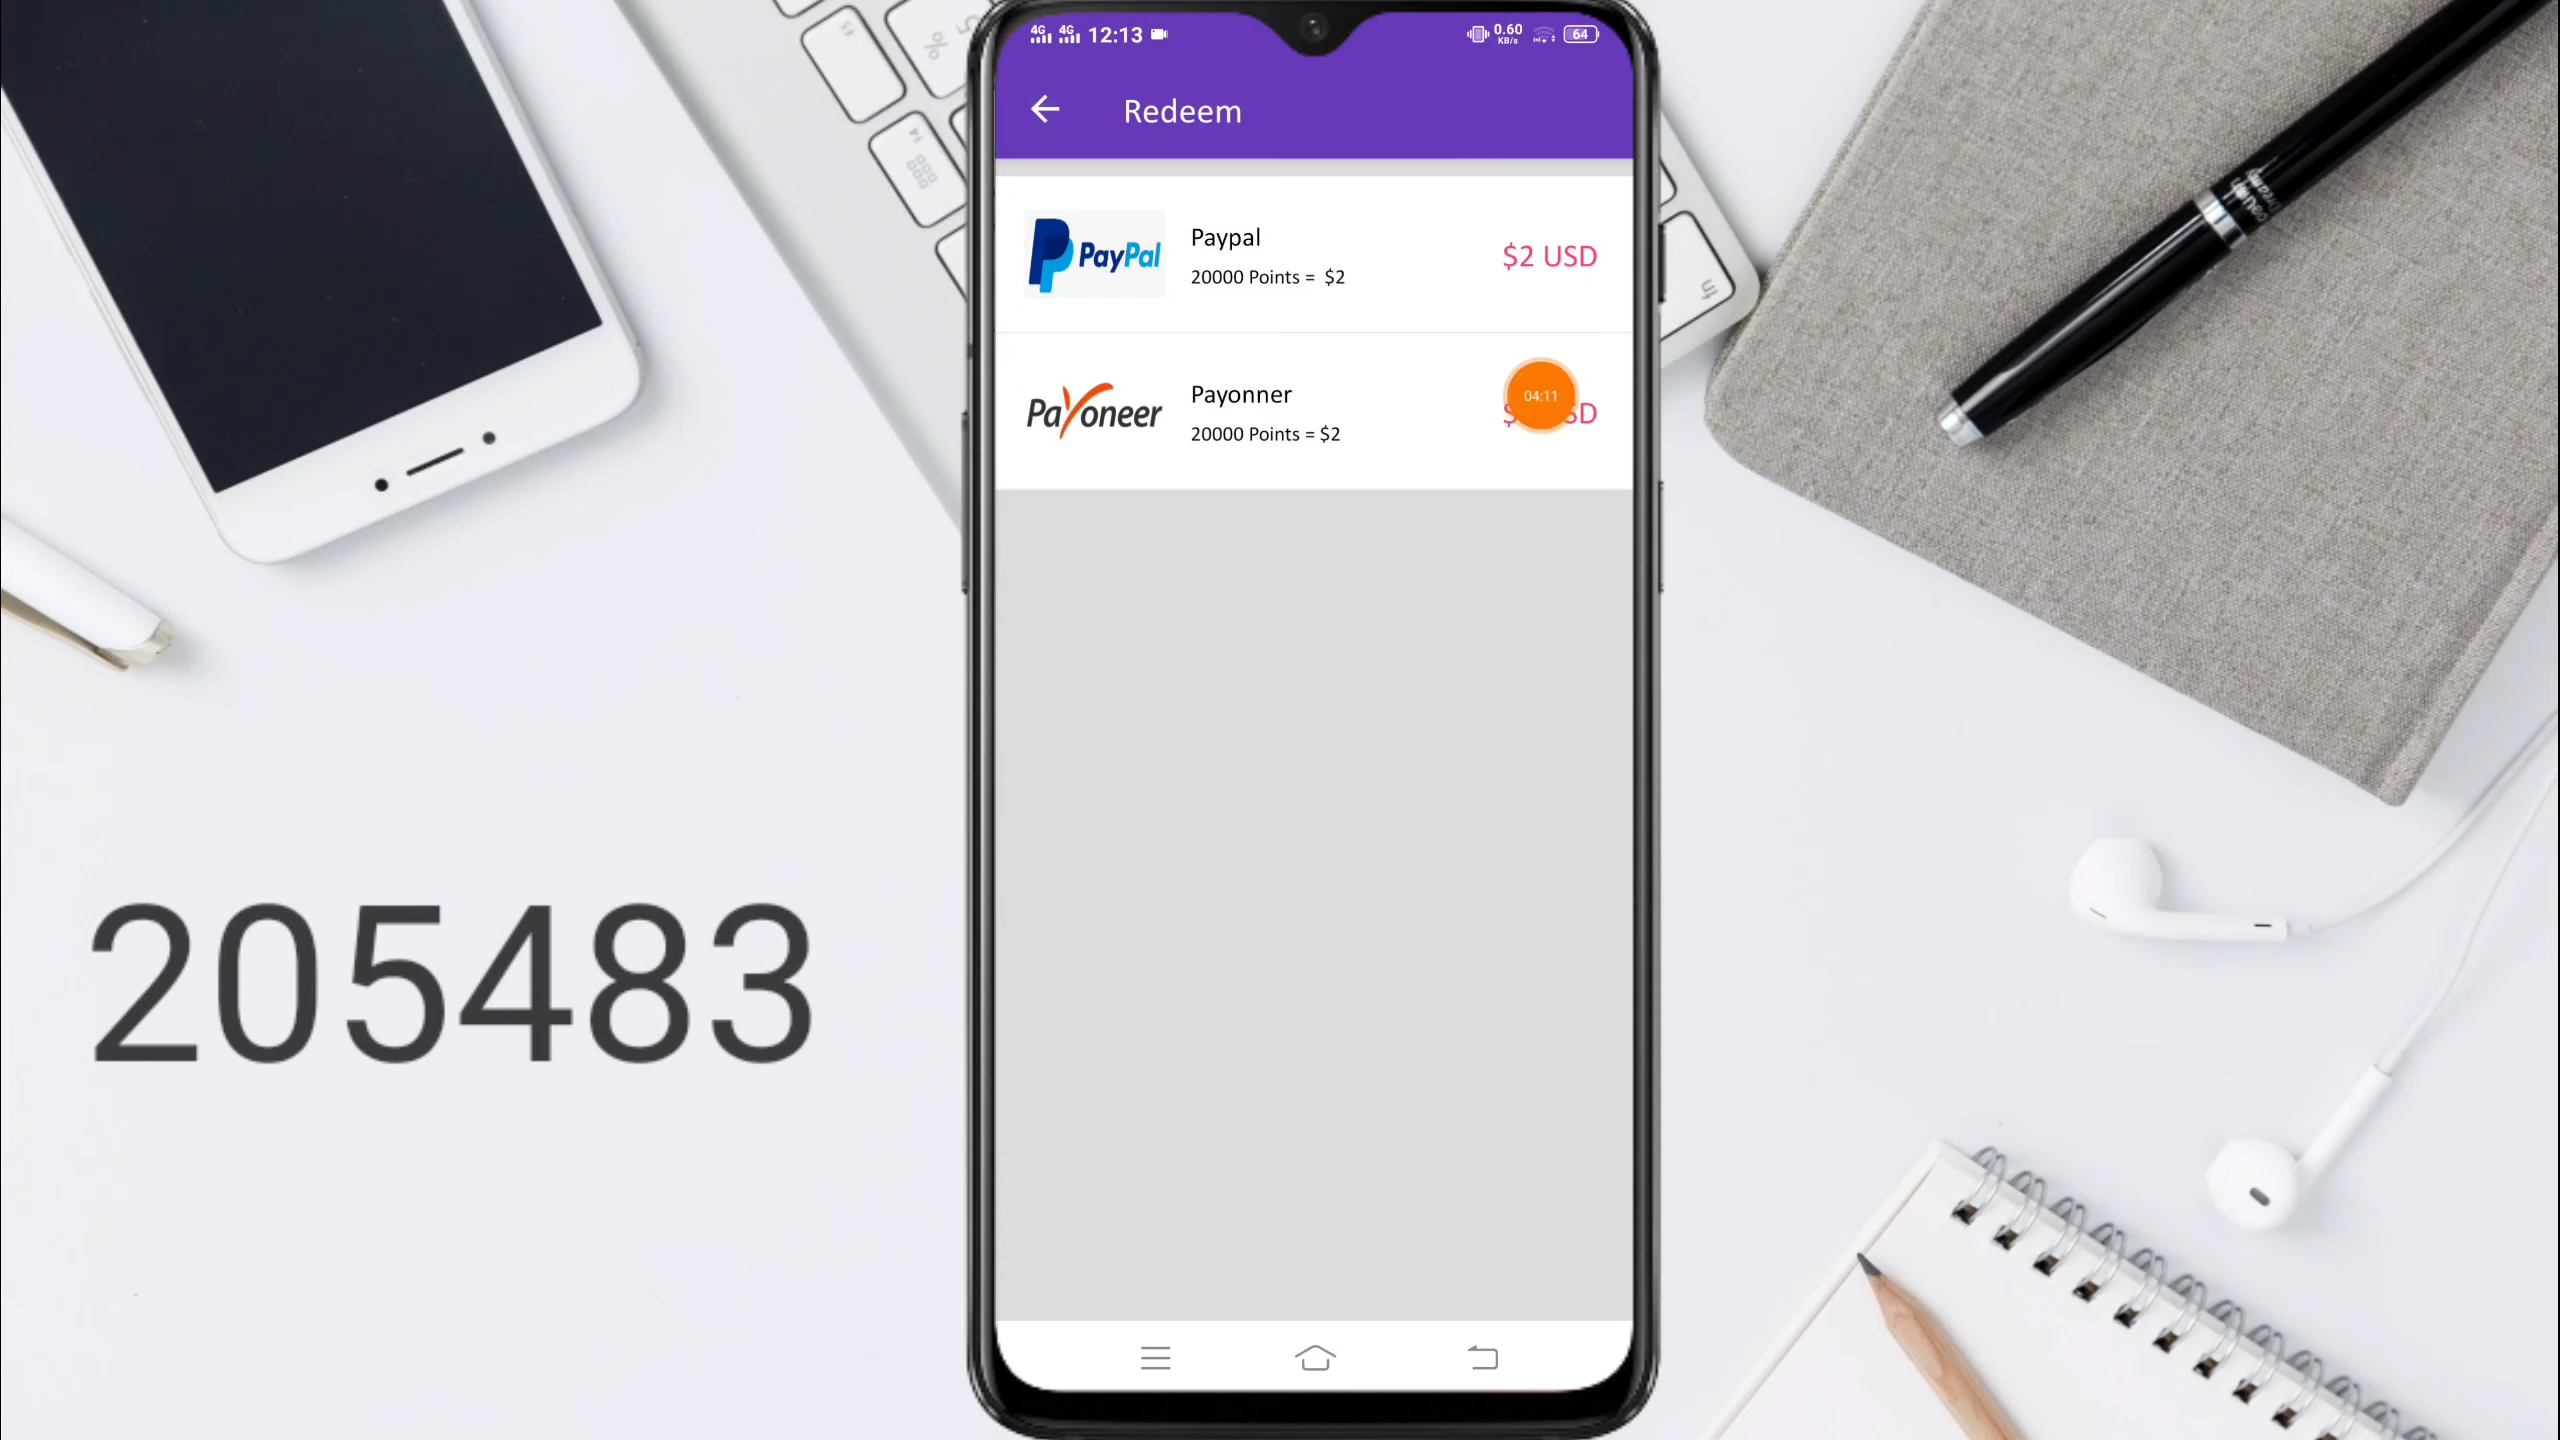 4G 4G 12:13
0.60
KB/s
64
Redeem
PayPal
Paypal
20000 Points = $2
$2 USD
Payoneer
Payonner
20000 Points = $2
04:11
205483